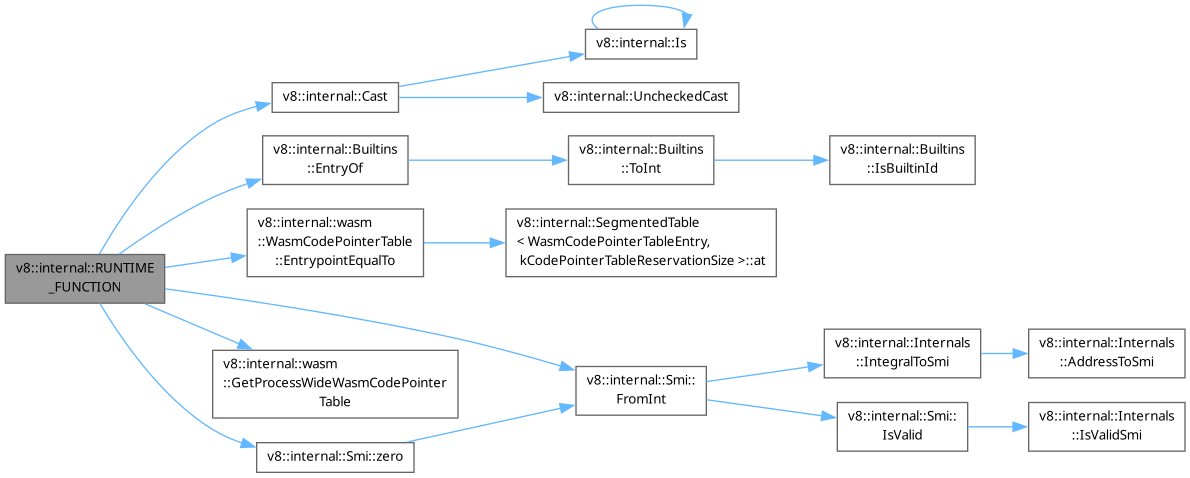 v8::internal::Is
v8::internal::Cast
v8::internal::UncheckedCast
v8::internal::Builtins
::EntryOf
v8::internal::Builtins
::ToInt
v8::internal::Builtins
::IsBuiltinId
v8::internal::wasm
::WasmCodePointerTable
::EntrypointEqualTo
v8::internal::SegmentedTable
< WasmCodePointerTableEntry,
kCodePointerTableReservationSize >::at
v8::internal::RUNTIME
_FUNCTION
v8::internal::wasm
::GetProcessWideWasmCodePointer
Table
v8::internal::Smi::
FromInt
v8::internal::Internals
::IntegralToSmi
v8::internal::Internals
::AddressToSmi
v8::internal::Smi::
IsValid
v8::internal::Internals
::IsValidSmi
v8::internal::Smi::zero